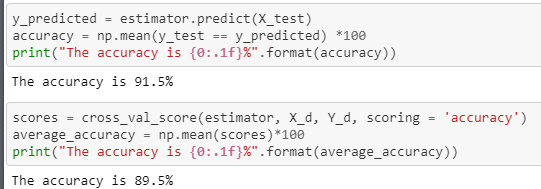 y_predicted = estimator.predict(X_test)
accuracy = np.mean(y_test == y_predicted) *100
print("The accuracy is {0:.1f}%".format(accuracy))
The accuracy is 91.5%
scores = cross_val_score(estimator, X_d, Y_d, scoring = 'accuracy')
average_accuracy = np.mean(scores)*100
print("The accuracy is {0:.1f}%".format(average_accuracy))
The accuracy is 89.5%